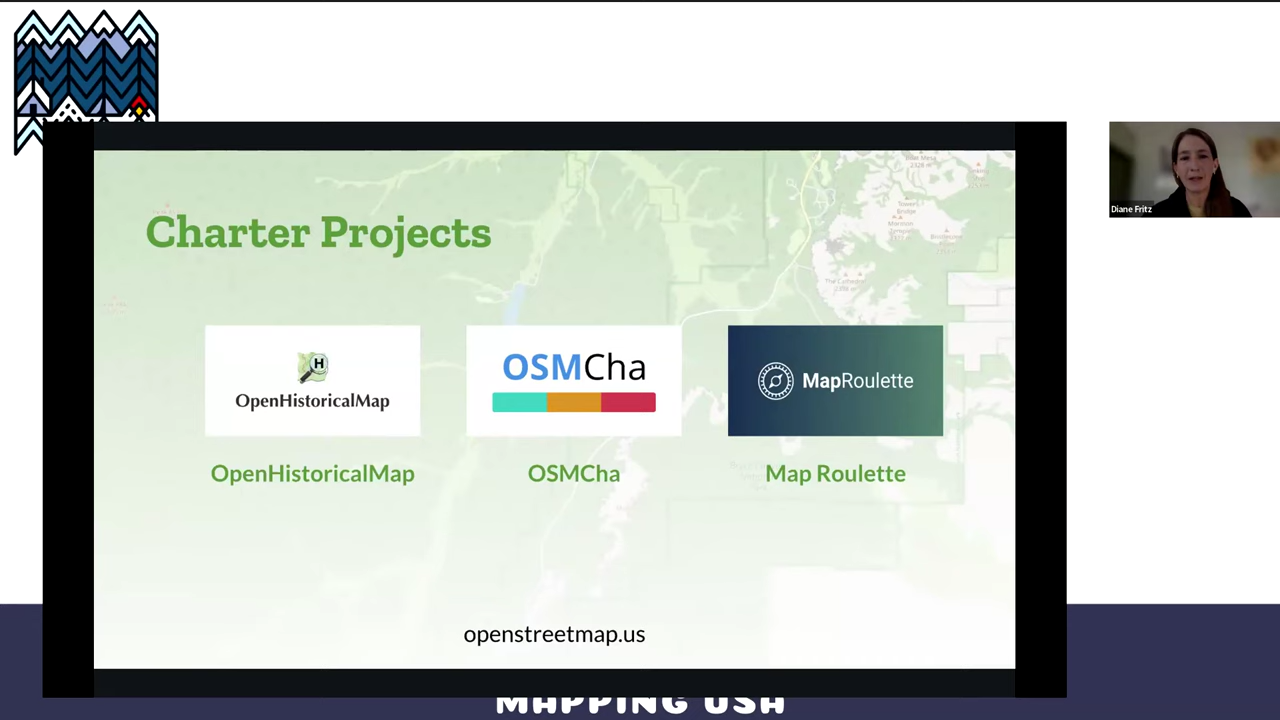 Charter Projects
H
OpenHistoricalMap
OSMCha
MapRoulette
OpenHistoricalMap
OSMCha
Map Roulette
openstreetmap.us
Diane Fritz
MAPPING USA